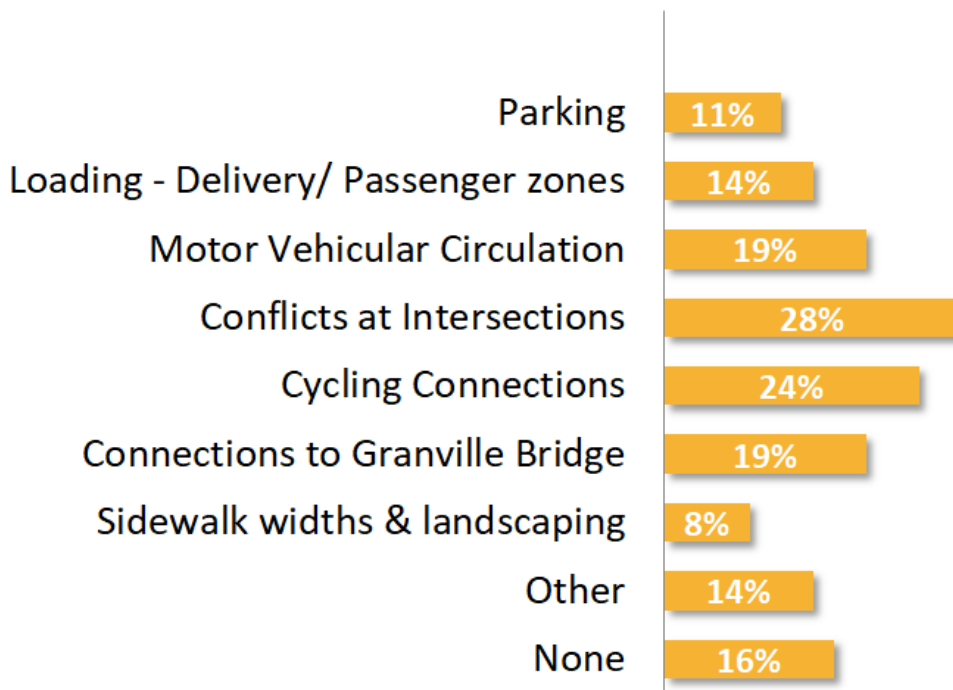 Parking 11%
Loading - Delivery/ Passenger zones 14%
Motor Vehicular Circulation 19%
Conflicts at Intersections 28%
Cycling Connections 24%
Connections to Granville Bridge 19%
Sidewalk widths & landscaping 8%
Other 14%
None 16%